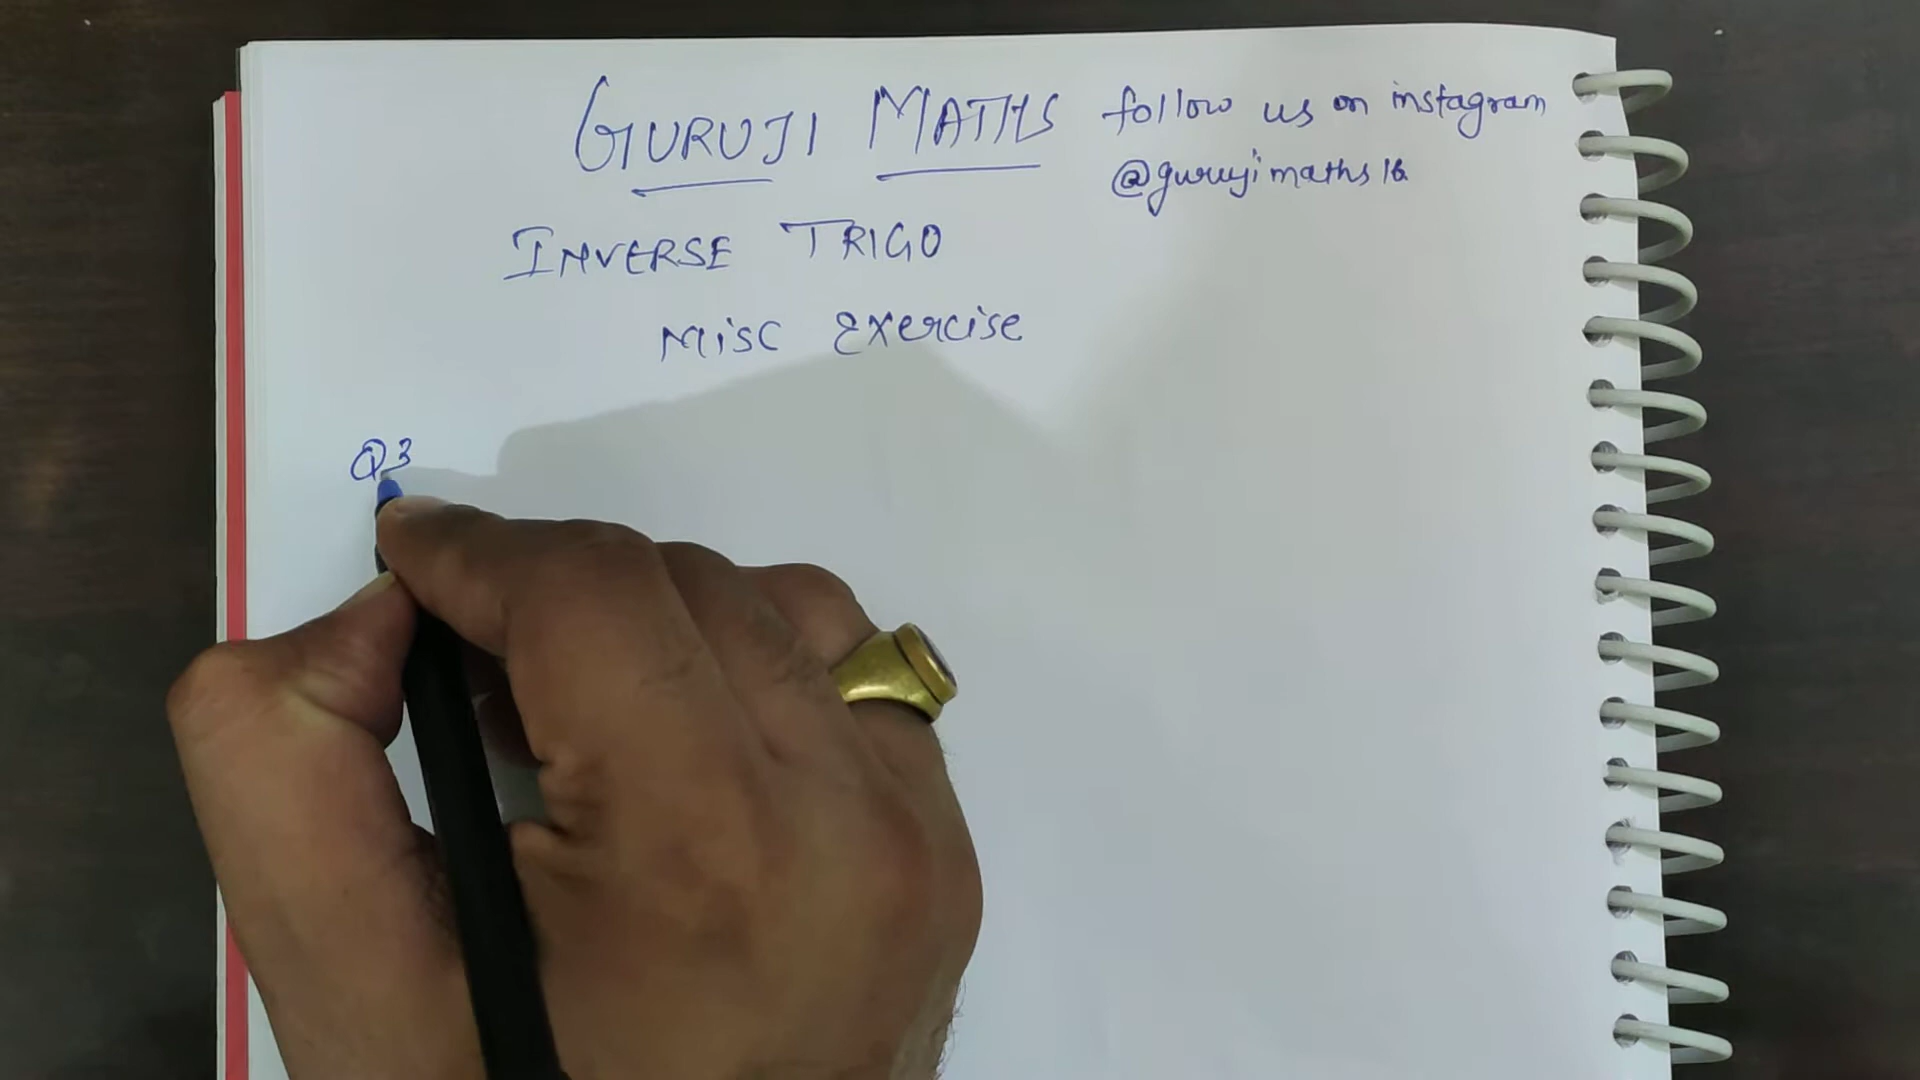 GURUJI MATHS follow us on instagram
@gurujimaths16
INVERSE TRIGO
Misc Exercise
Q3